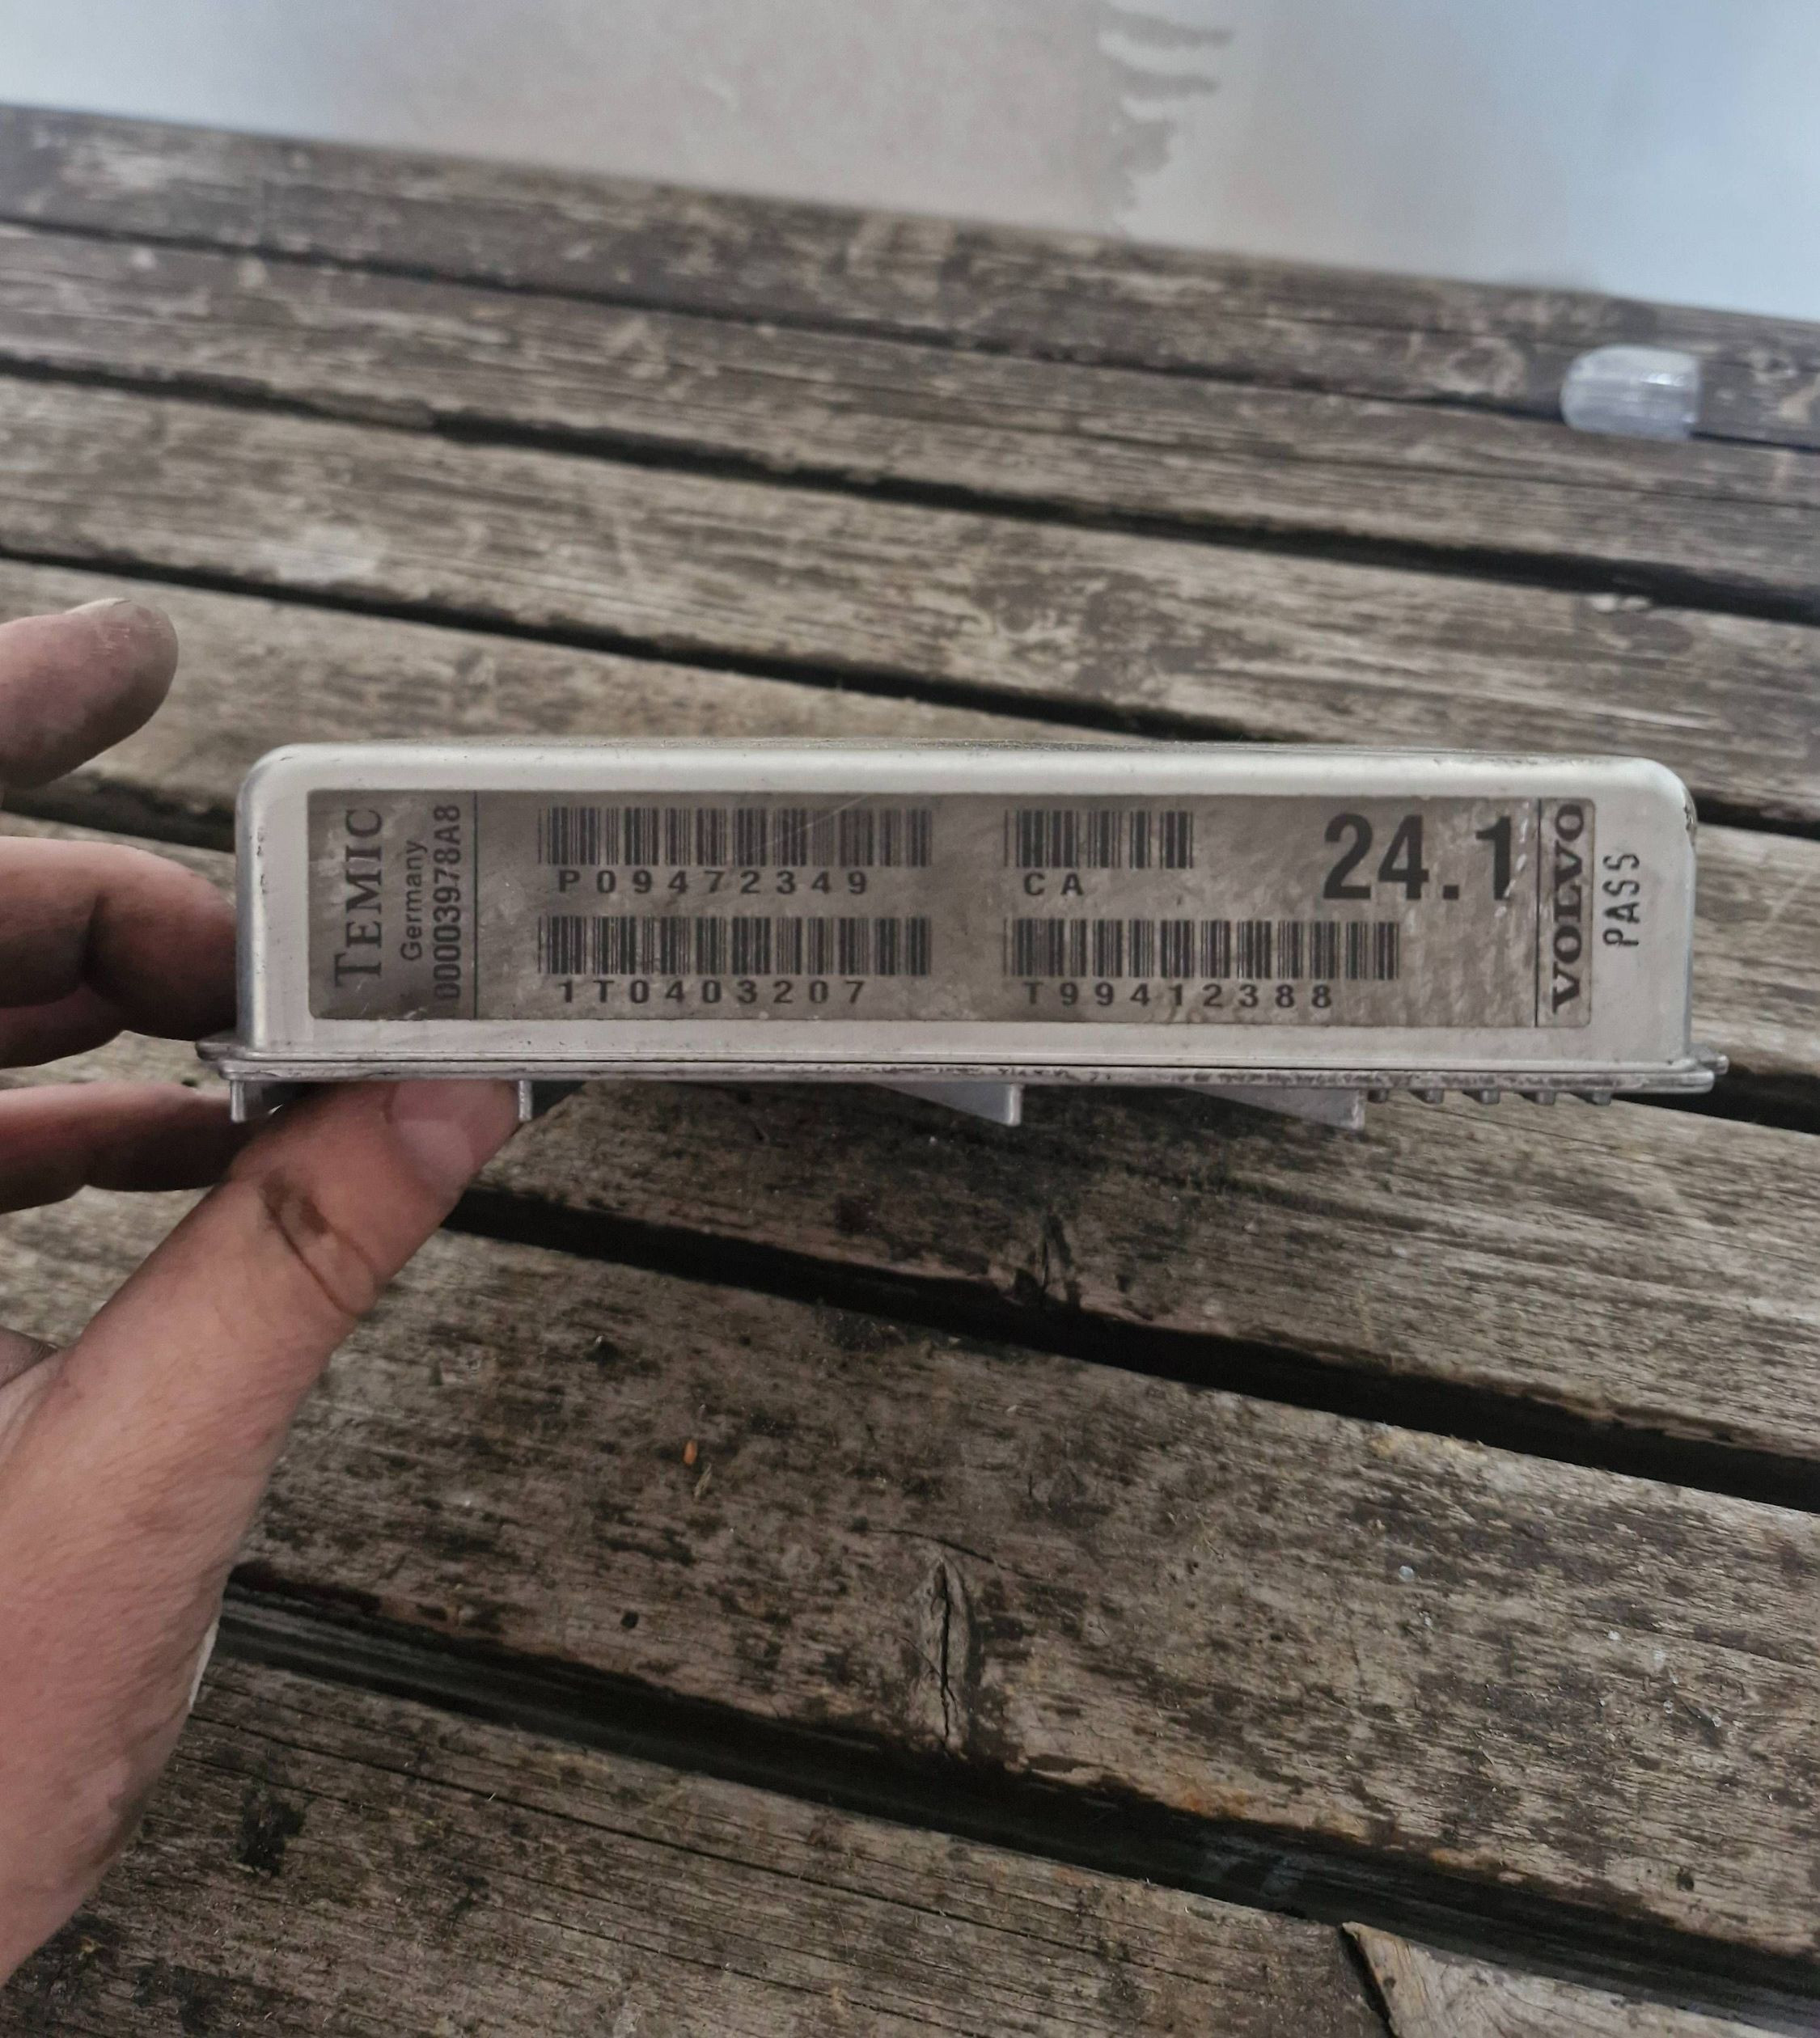 TEMIC
Germany
00003978A8
P09472349
CA
24.1
1T0403207
T99412388
VOLVO
PASS